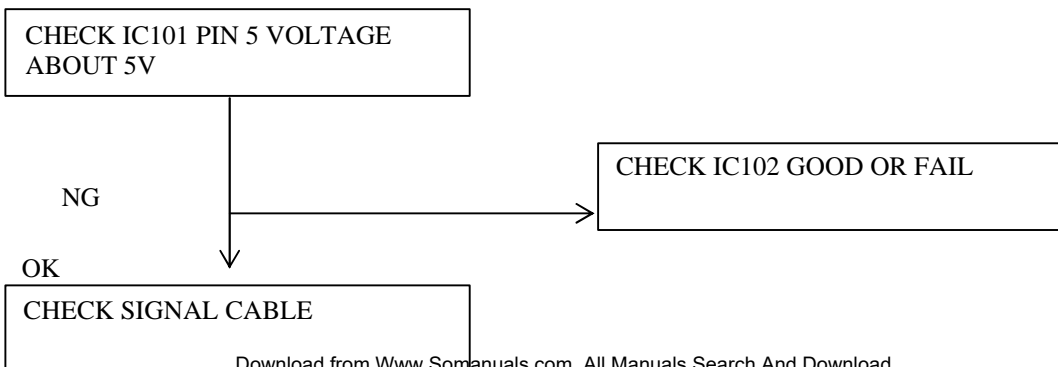 CHECK IC101 PIN 5 VOLTAGE
ABOUT 5V
CHECK IC102 GOOD OR FAIL
NG
OK
CHECK SIGNAL CABLE
Download from Www.Somanuals.com. All Manuals Search And Download.